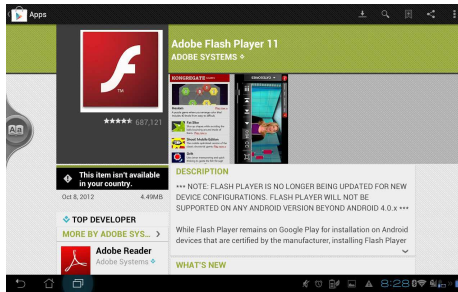 Apps
Adobe Flash Player 11
ADOBE SYSTEMS
TM
687,121
KONGREGATE
This item isn't available
in your country.
Oct 8, 2012
4.49MB
TOP DEVELOPER
MORE BY ADOBE SYS...
Adobe Reader
Adobe Systems
DESCRIPTION
*** NOTE: FLASH PLAYER IS NO LONGER BEING UPDATED FOR NEW
DEVICE CONFIGURATIONS. FLASH PLAYER WILL NOT BE
SUPPORTED ON ANY ANDROID VERSION BEYOND ANDROID 4.0.x ***
While Flash Player remains on Google Play for installation on Android
devices that are certified by the manufacturer, installing Flash Player
WHAT'S NEW
8:28